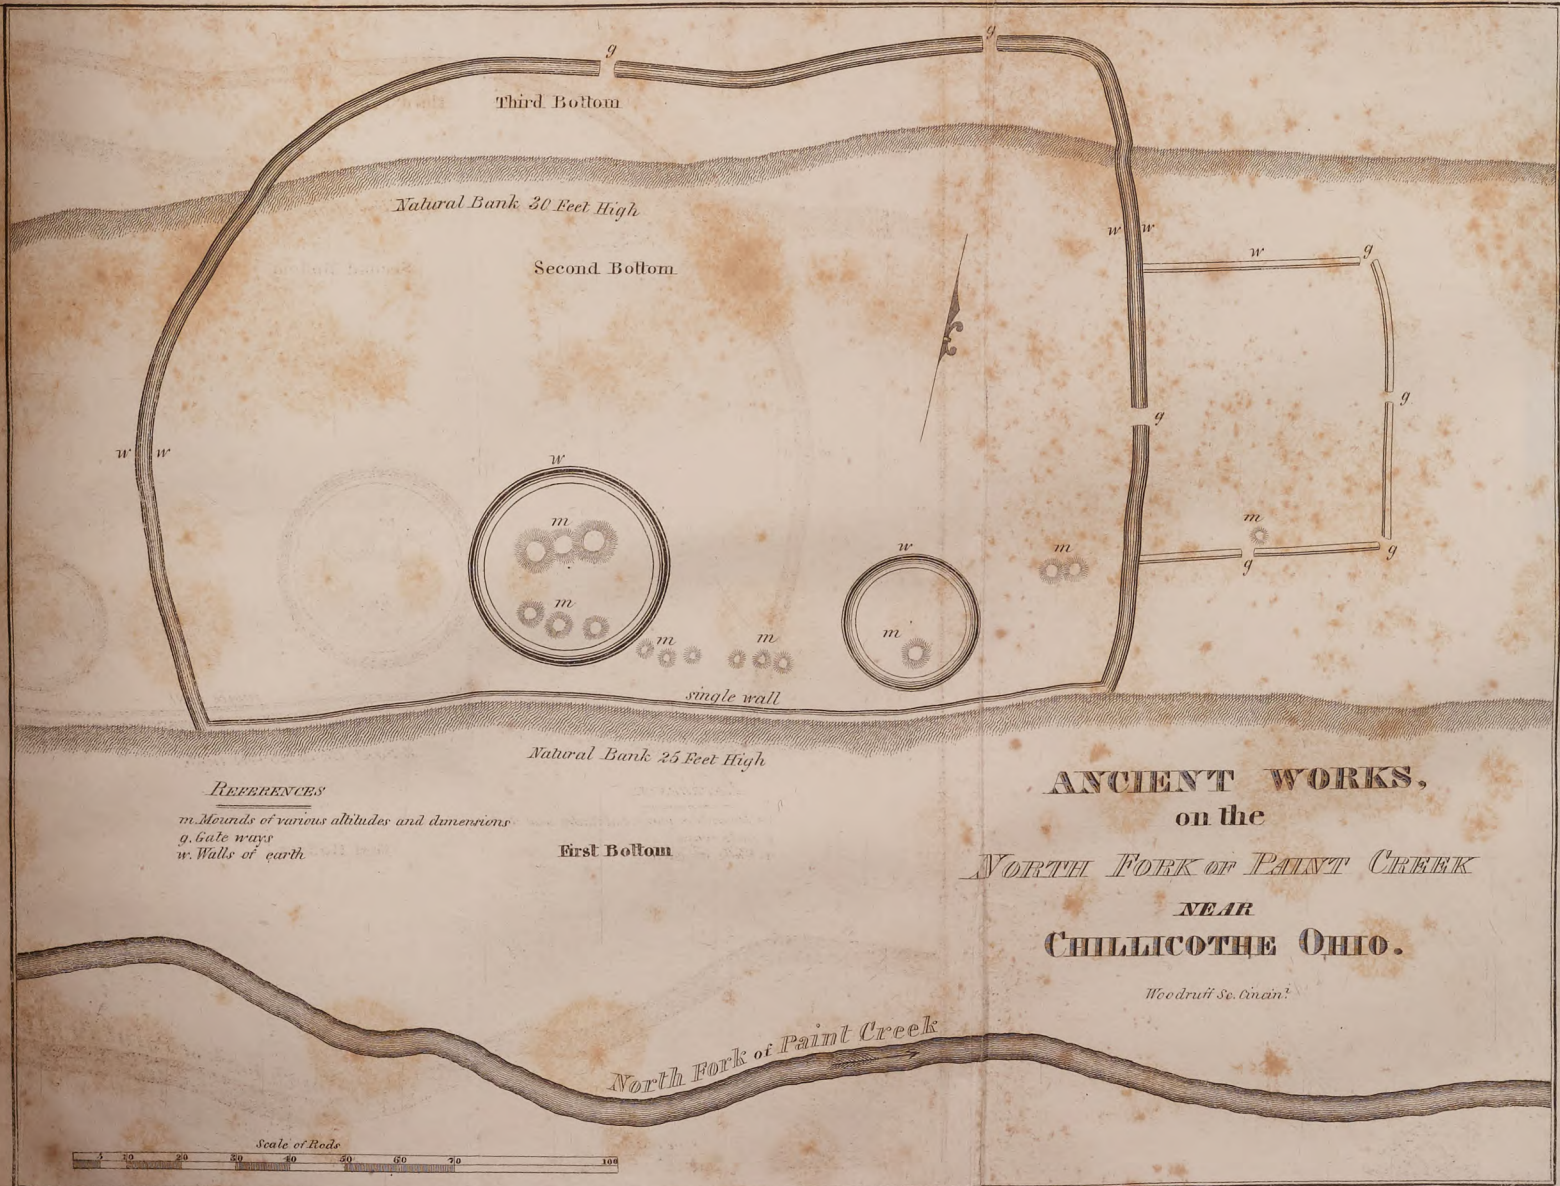 g
g
Third Bottom
Natural Bank 30 Feet High
Second Bottom
w w
w
g
g
g
w w
w
m
m
m
m
w
m
m
m
g
g
single wall
Natural Bank 25 Feet High
REFERENCES
m. Mounds of various altitudes and dimensions
g. Gate ways
w. Walls of earth
First Bottom
ANCIENT WORKS,
on the
NORTH FORK OF PAINT CREEK
NEAR
CHILLICOTHE OHIO.
Woodruff Sc. Cincin.t
North Fork of Paint Creek
Scale of Rods
5 10 20 30 40 50 60 70 100